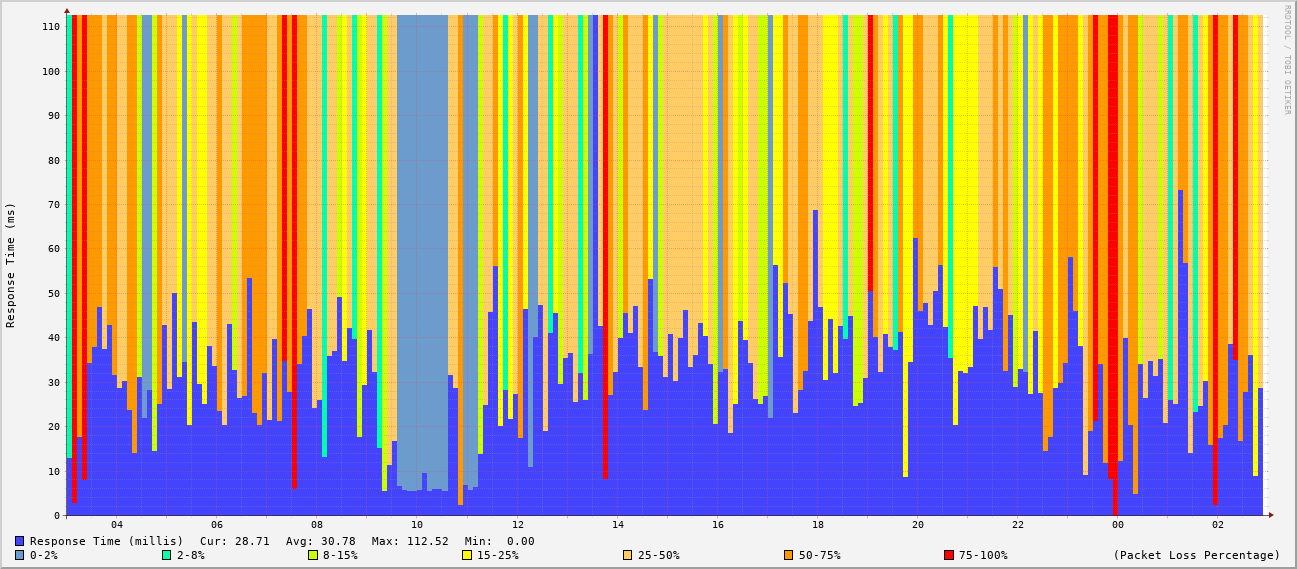 RRDTOOL / TOBI OETIKER
Response Time (ms)
110
100
90
80
70
60
50
40
30
20
10
0
04 06 08 10 12 14 16 18 20 22 00 02
Response Time (millis) Cur: 28.71 Avg: 30.78 Max: 112.52 Min: 0.00
0-2% 2-8% 8-15% 15-25% 25-50% 50-75% 75-100% (Packet Loss Percentage)